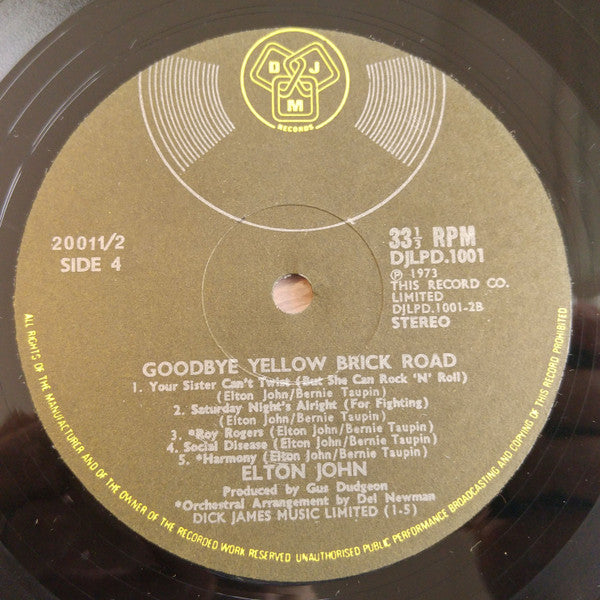 D J M
RECORDS
20011/2
SIDE 4
33⅓ RPM
DJLPD.1001
Ⓟ 1973
THIS RECORD CO.
LIMITED
DJLPD.1001-2B
STEREO
GOODBYE YELLOW BRICK ROAD
1. Your Sister Can't Twist (But She Can Rock 'N' Roll)
(Elton John/Bernie Taupin)
2. Saturday Night's Alright (For Fighting)
(Elton John/Bernie Taupin)
3. *Roy Rogers (Elton John/Bernie Taupin)
4. Social Disease (Elton John/Bernie Taupin)
5. *Harmony (Elton John/Bernie Taupin)
ELTON JOHN
Produced by Gus Dudgeon
*Orchestral Arrangement by Del Newman
DICK JAMES MUSIC LIMITED (1-5)
ALL RIGHTS OF THE MANUFACTURER AND OF THE OWNER OF THE RECORDED WORK RESERVED UNAUTHORISED PUBLIC PERFORMANCE BROADCASTING AND COPYING OF THIS RECORD PROHIBITED